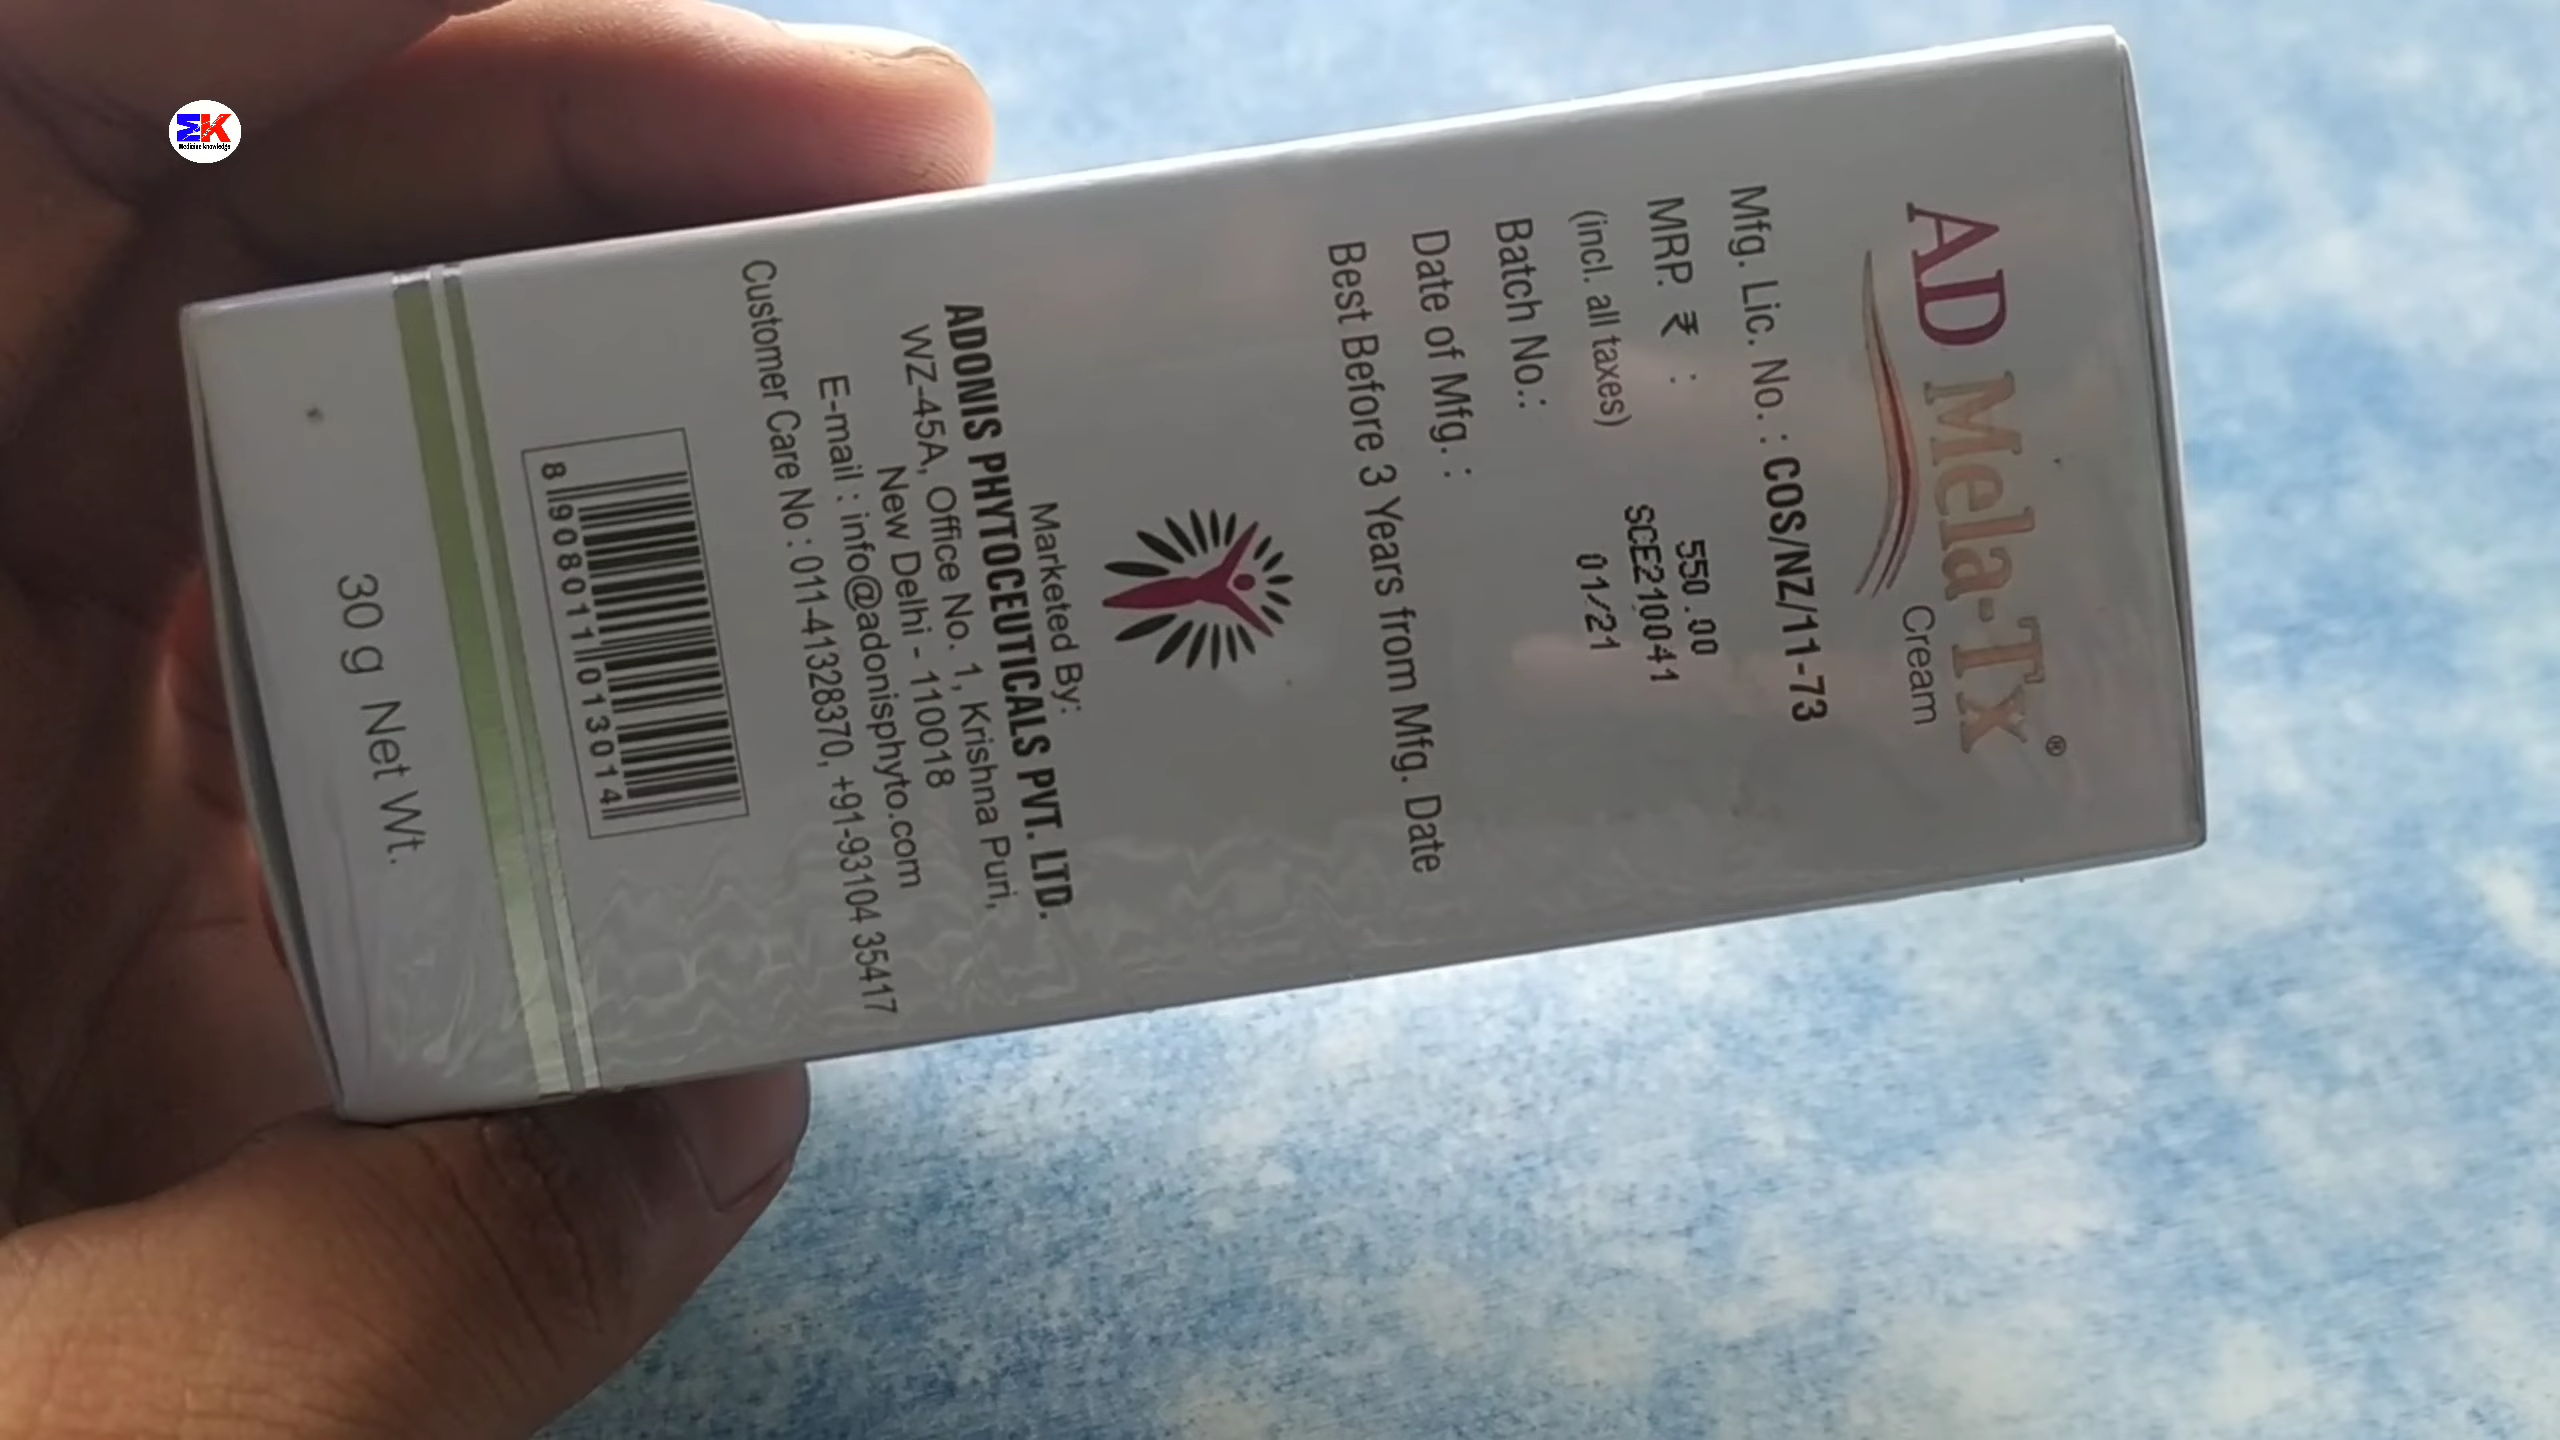 AD Mela-Tx®
Cream
Mfg. Lic. No. : COS/NZ/11-73
MRP. ₹ : 550.00
(incl. all taxes)
SCE210041
Batch No.:
01/21
Date of Mfg. :
Best Before 3 Years from Mfg. Date
Marketed By:
ADONIS PHYTOCEUTICALS PVT. LTD.
WZ-45A, Office No. 1, Krishna Puri,
New Delhi - 110018
E-mail : info@adonisphyto.com
Customer Care No : 011-41328370, +91-93104 35417
8 908011 013014
30 g Net Wt.
MK
Medicine knowledge